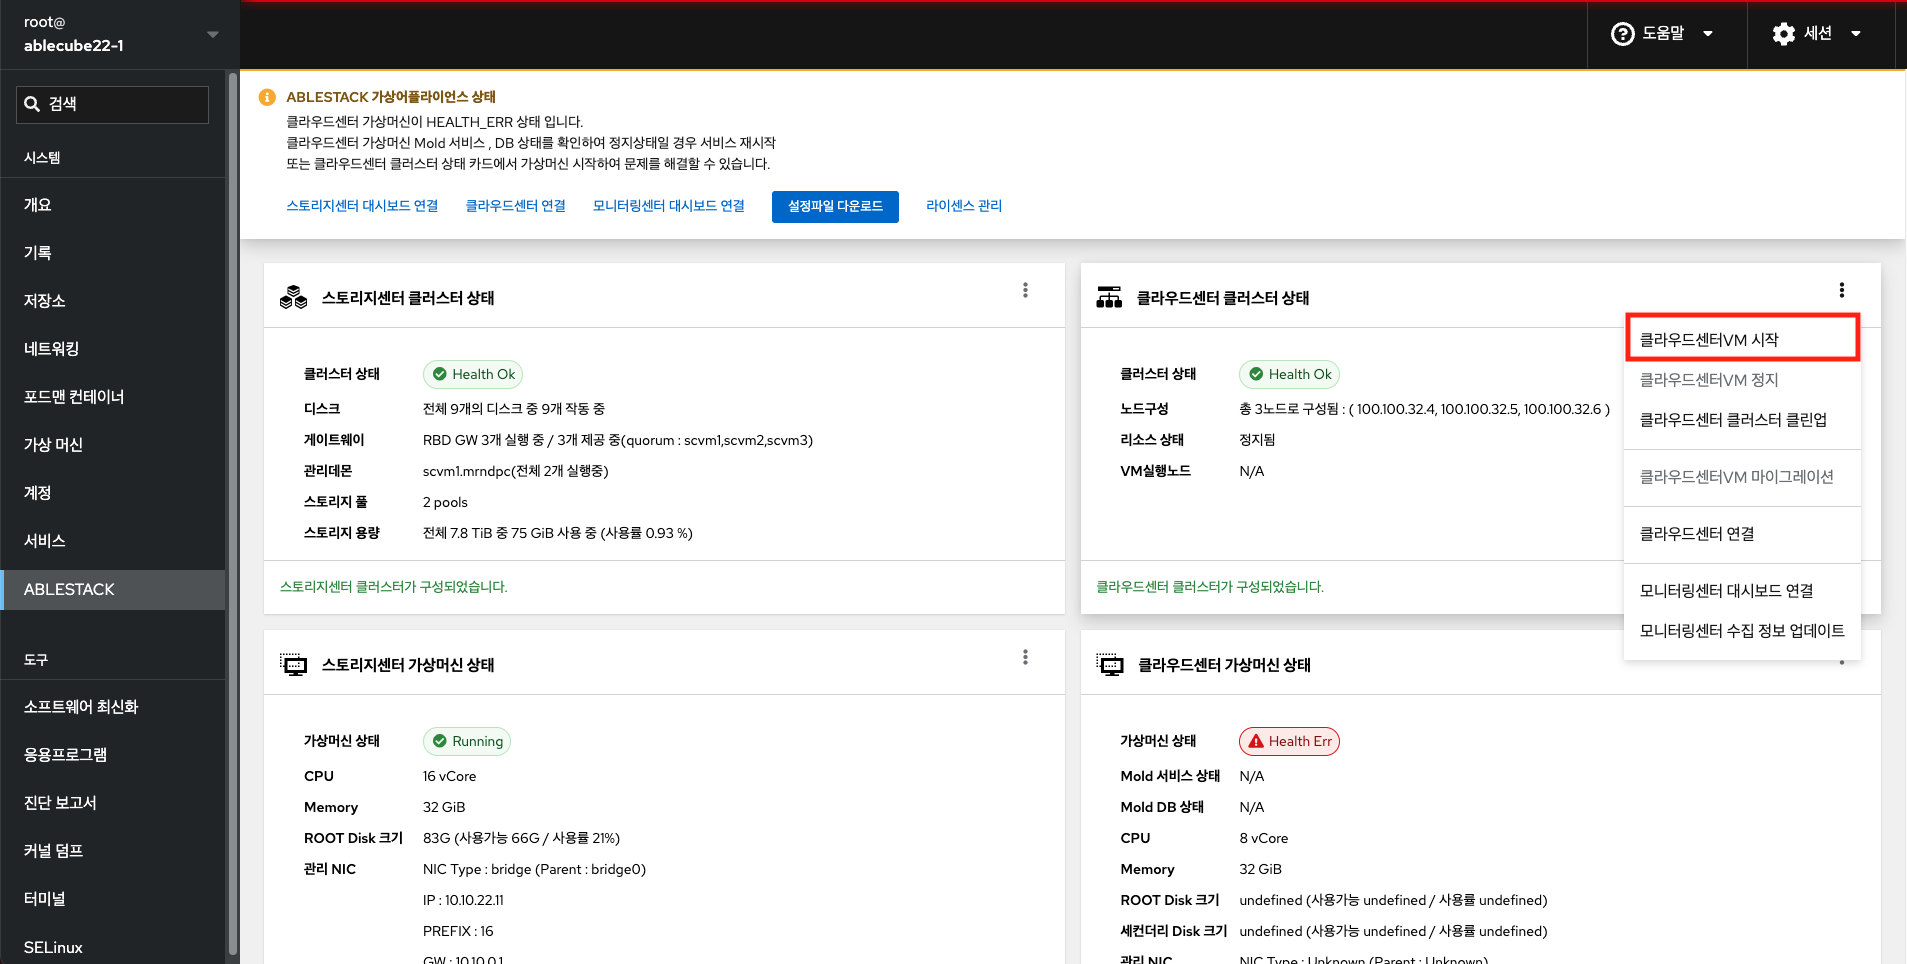 root@
ablecube22-1
도움말
세션
검색
시스템
개요
기록
저장소
네트워킹
포드맨 컨테이너
가상 머신
계정
서비스
ABLESTACK
도구
소프트웨어 최신화
응용프로그램
진단 보고서
커널 덤프
터미널
SELinux
ABLESTACK 가상어플라이언스 상태
클라우드센터 가상머신이 HEALTH_ERR 상태 입니다.
클라우드센터 가상머신 Mold 서비스 , DB 상태를 확인하여 정지상태일 경우 서비스 재시작
또는 클라우드센터 클러스터 상태 카드에서 가상머신 시작하여 문제를 해결할 수 있습니다.
스토리지센터 대시보드 연결 클라우드센터 연결 모니터링센터 대시보드 연결 설정파일 다운로드 라이센스 관리
스토리지센터 클러스터 상태
클러스터 상태 Health Ok
디스크 전체 9개의 디스크 중 9개 작동 중
게이트웨이 RBD GW 3개 실행 중 / 3개 제공 중(quorum : scvm1,scvm2,scvm3)
관리데몬 scvm1.mrndpc(전체 2개 실행중)
스토리지 풀 2 pools
스토리지 용량 전체 7.8 TiB 중 75 GiB 사용 중 (사용률 0.93 %)
스토리지센터 클러스터가 구성되었습니다.
클라우드센터 클러스터 상태
클러스터 상태 Health Ok
노드구성 총 3노드로 구성됨 : ( 100.100.32.4, 100.100.32.5, 100.100.32.6 )
리소스 상태 정지됨
VM실행노드 N/A
클라우드센터 클러스터가 구성되었습니다.
클라우드센터VM 시작
클라우드센터VM 정지
클라우드센터 클러스터 클린업
클라우드센터VM 마이그레이션
클라우드센터 연결
모니터링센터 대시보드 연결
모니터링센터 수집 정보 업데이트
스토리지센터 가상머신 상태
가상머신 상태 Running
CPU 16 vCore
Memory 32 GiB
ROOT Disk 크기 83G (사용가능 66G / 사용률 21%)
관리 NIC NIC Type : bridge (Parent : bridge0)
IP : 10.10.22.11
PREFIX : 16
GW : 10.10.0.1
클라우드센터 가상머신 상태
가상머신 상태 Health Err
Mold 서비스 상태 N/A
Mold DB 상태 N/A
CPU 8 vCore
Memory 32 GiB
ROOT Disk 크기 undefined (사용가능 undefined / 사용률 undefined)
세컨더리 Disk 크기 undefined (사용가능 undefined / 사용률 undefined)
관리 NIC NIC Type : Unknown (Parent : Unknown)